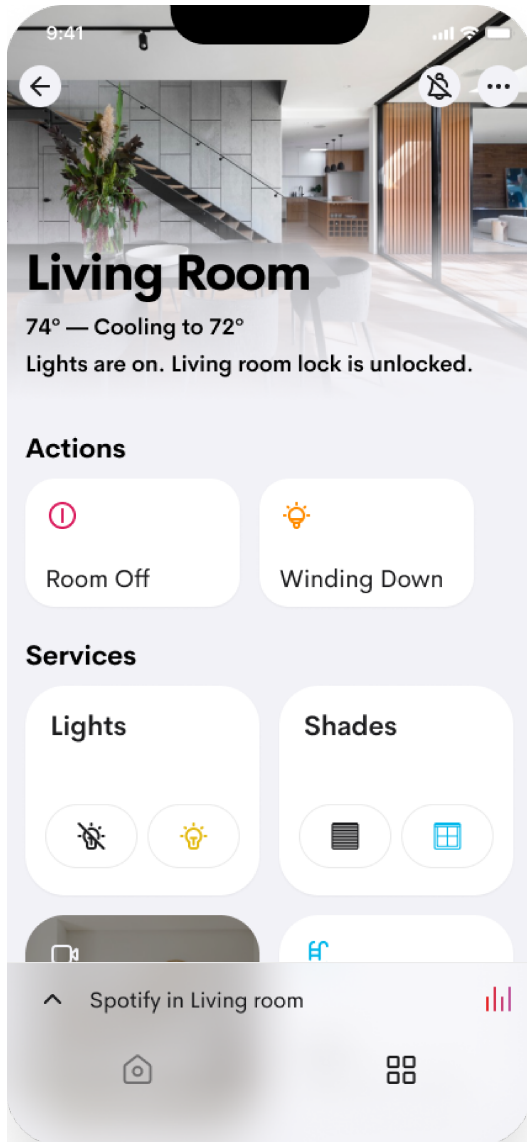 9:41
Living Room
74° — Cooling to 72°
Lights are on. Living room lock is unlocked.
Actions
Room Off
Winding Down
Services
Lights
Shades
Spotify in Living room